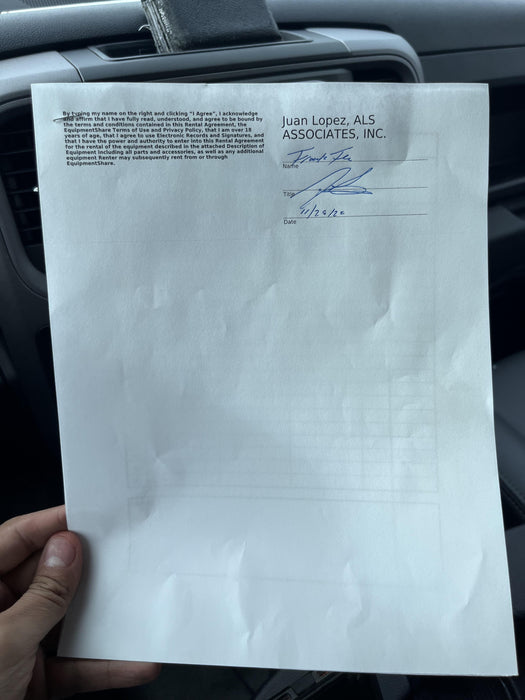 By typing my name on the right and clicking "I Agree", I acknowledge
and affirm that I have fully read, understood, and agree to be bound by
the terms and conditions contained in this Rental Agreement, the
EquipmentShare Terms of Use and Privacy Policy, that I am over 18
years of age, that I agree to use Electronic Records and Signatures, and
that I have the power and authority to enter into this Rental Agreement
for the rental of the equipment described in the attached Description of
Equipment including all parts and accessories, as well as any additional
equipment Renter may subsequently rent from or through
EquipmentShare.
Juan Lopez, ALS
ASSOCIATES, INC.
Name
Title
Date